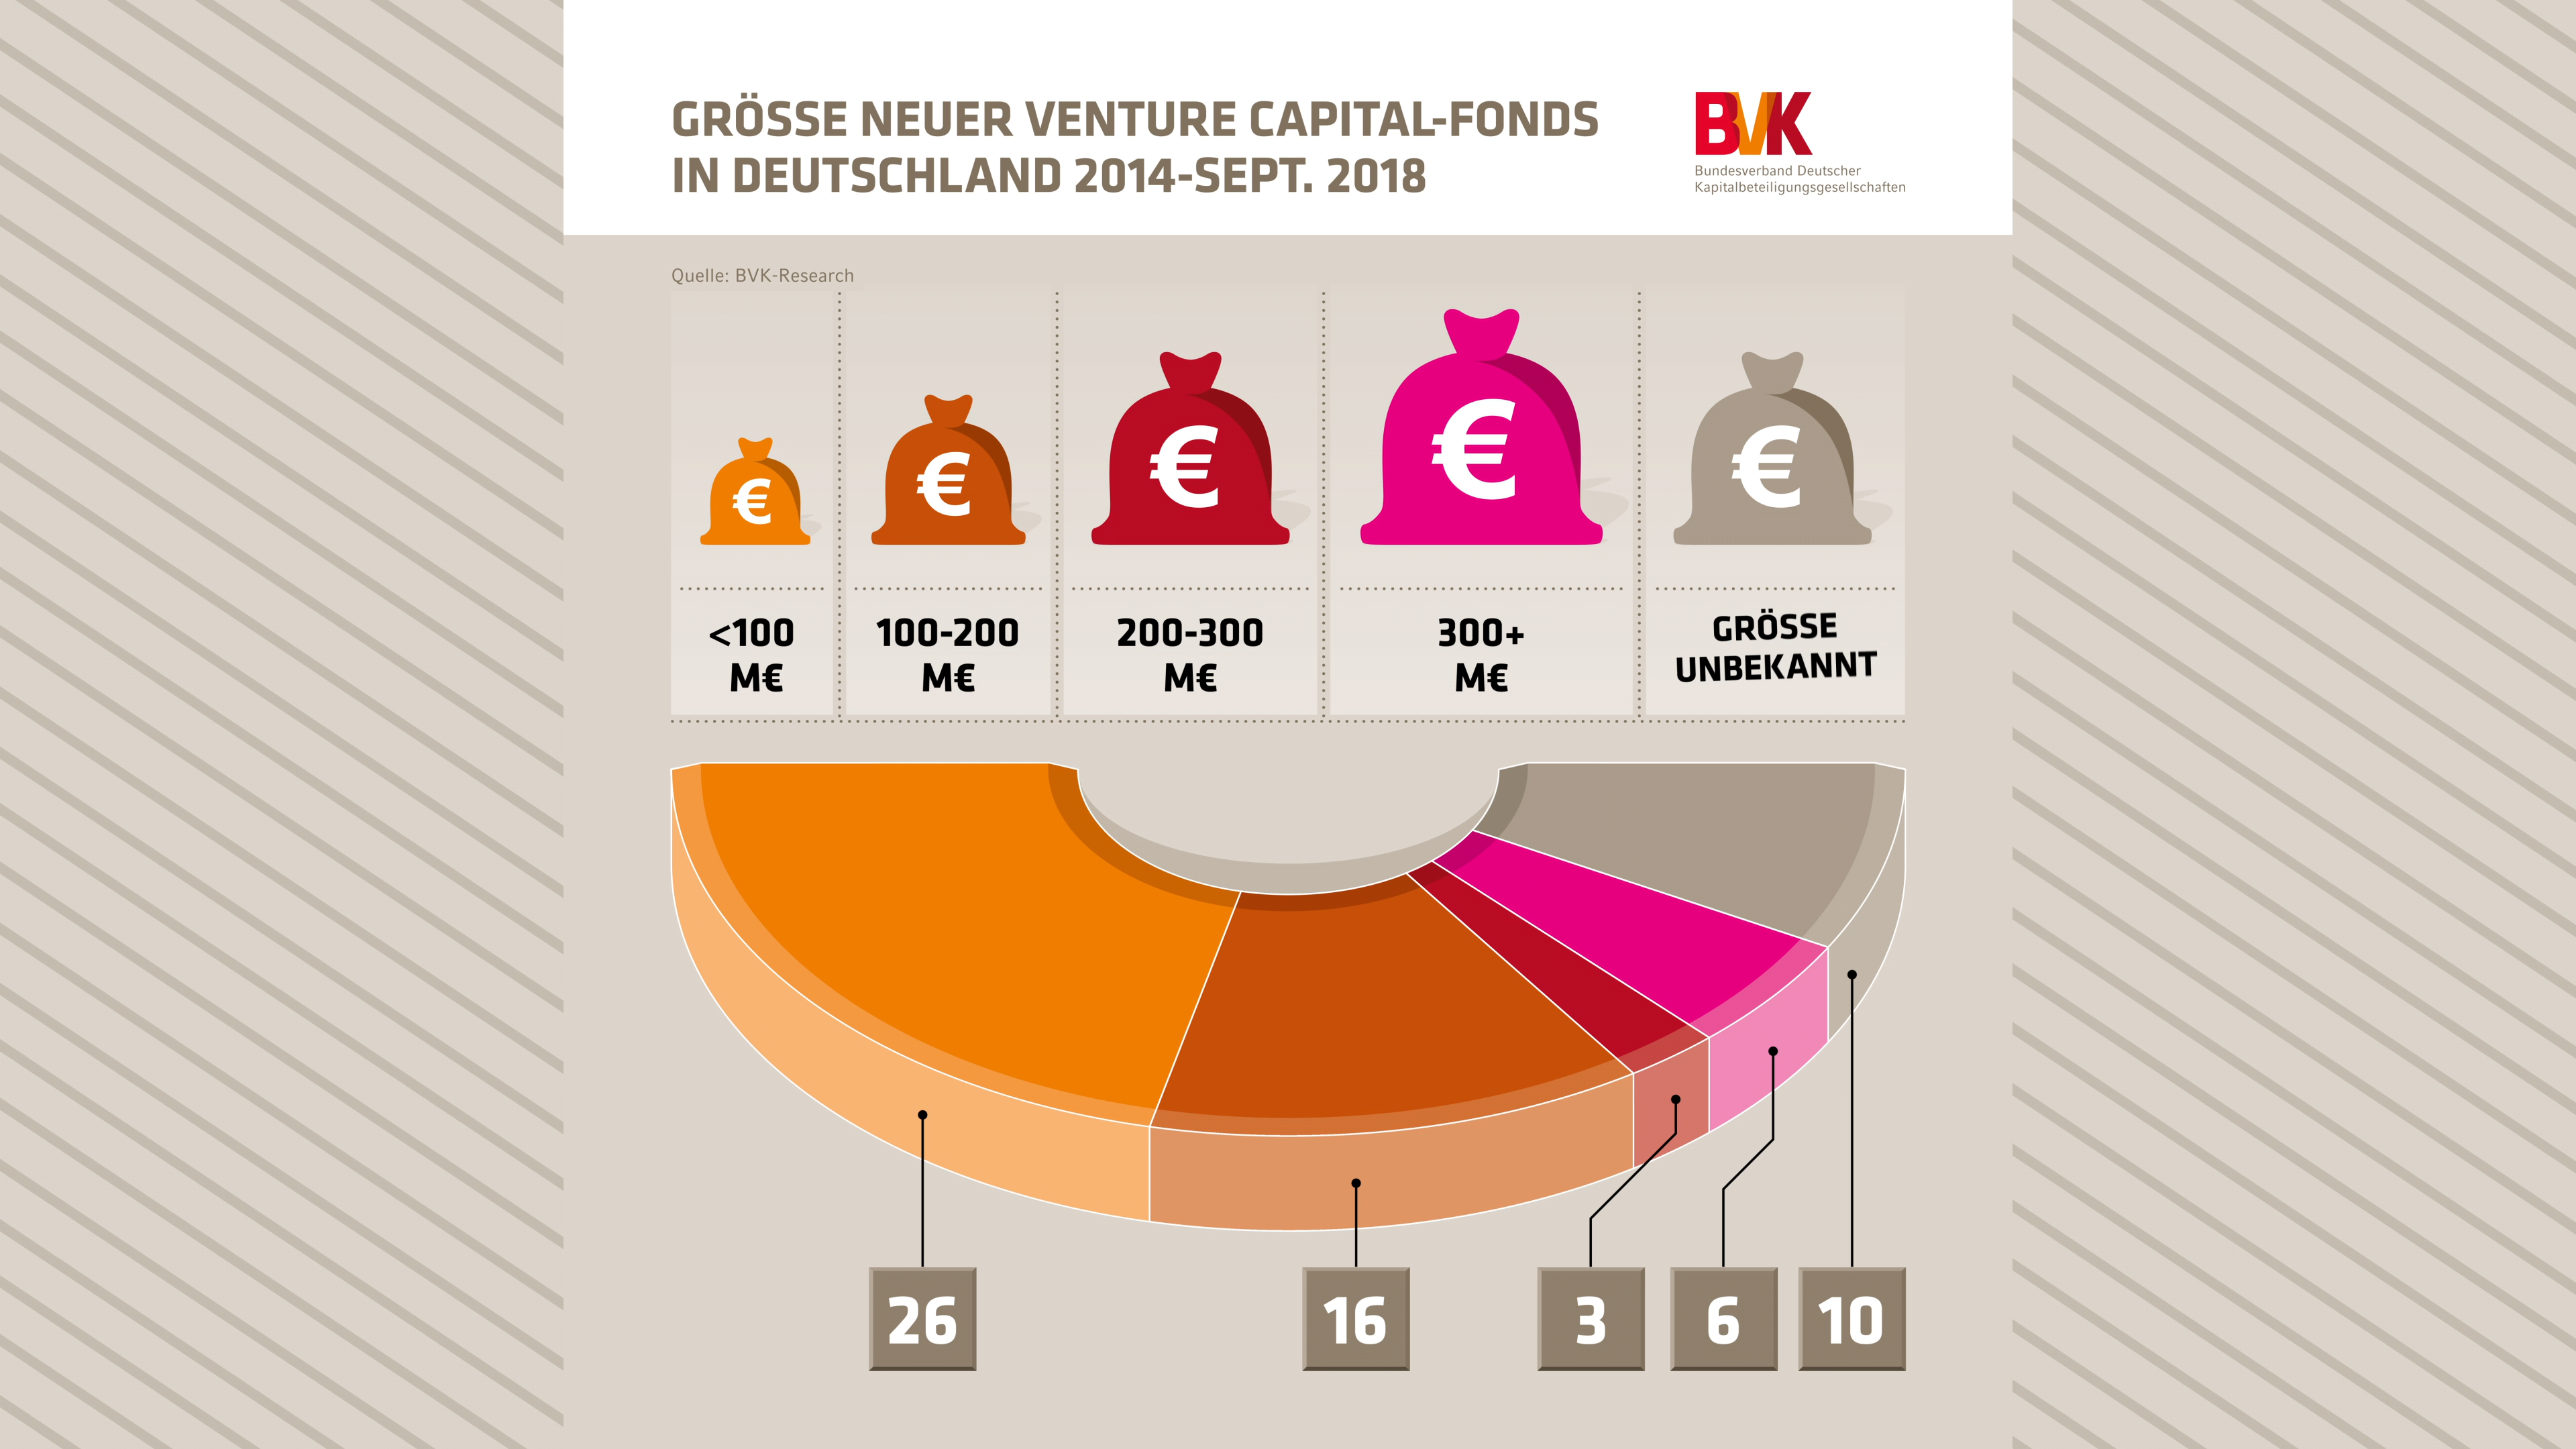 GRÖSSE NEUER VENTURE CAPITAL-FONDS
IN DEUTSCHLAND 2014-SEPT. 2018
BVK
Bundesverband Deutscher
Kapitalbeteiligungsgesellschaften
Quelle: BVK-Research
€
€
€
€
€
<100
M€
100-200
M€
200-300
M€
300+
M€
GRÖSSE
UNBEKANNT
26
16
3
6
10